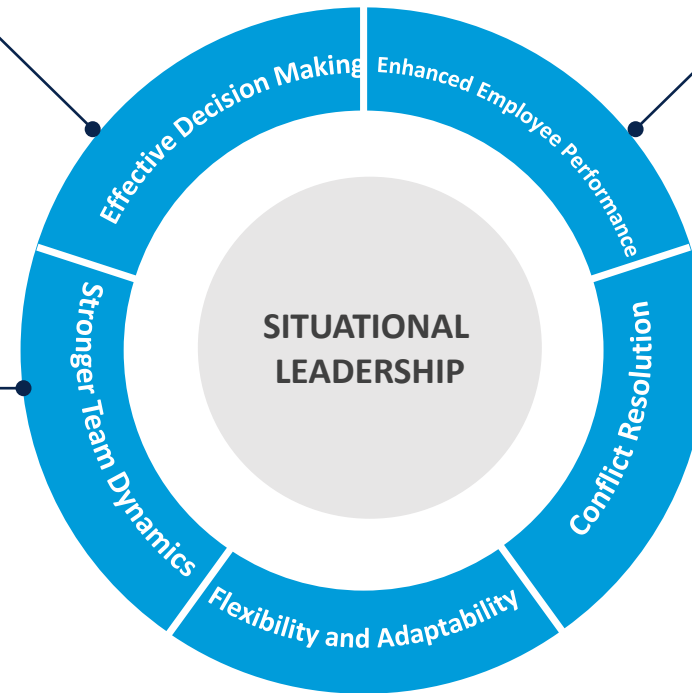 Effective Decision Making
Enhanced Employee Performance
Conflict Resolution
Flexibility and Adaptability
Stronger Team Dynamics
SITUATIONAL
LEADERSHIP